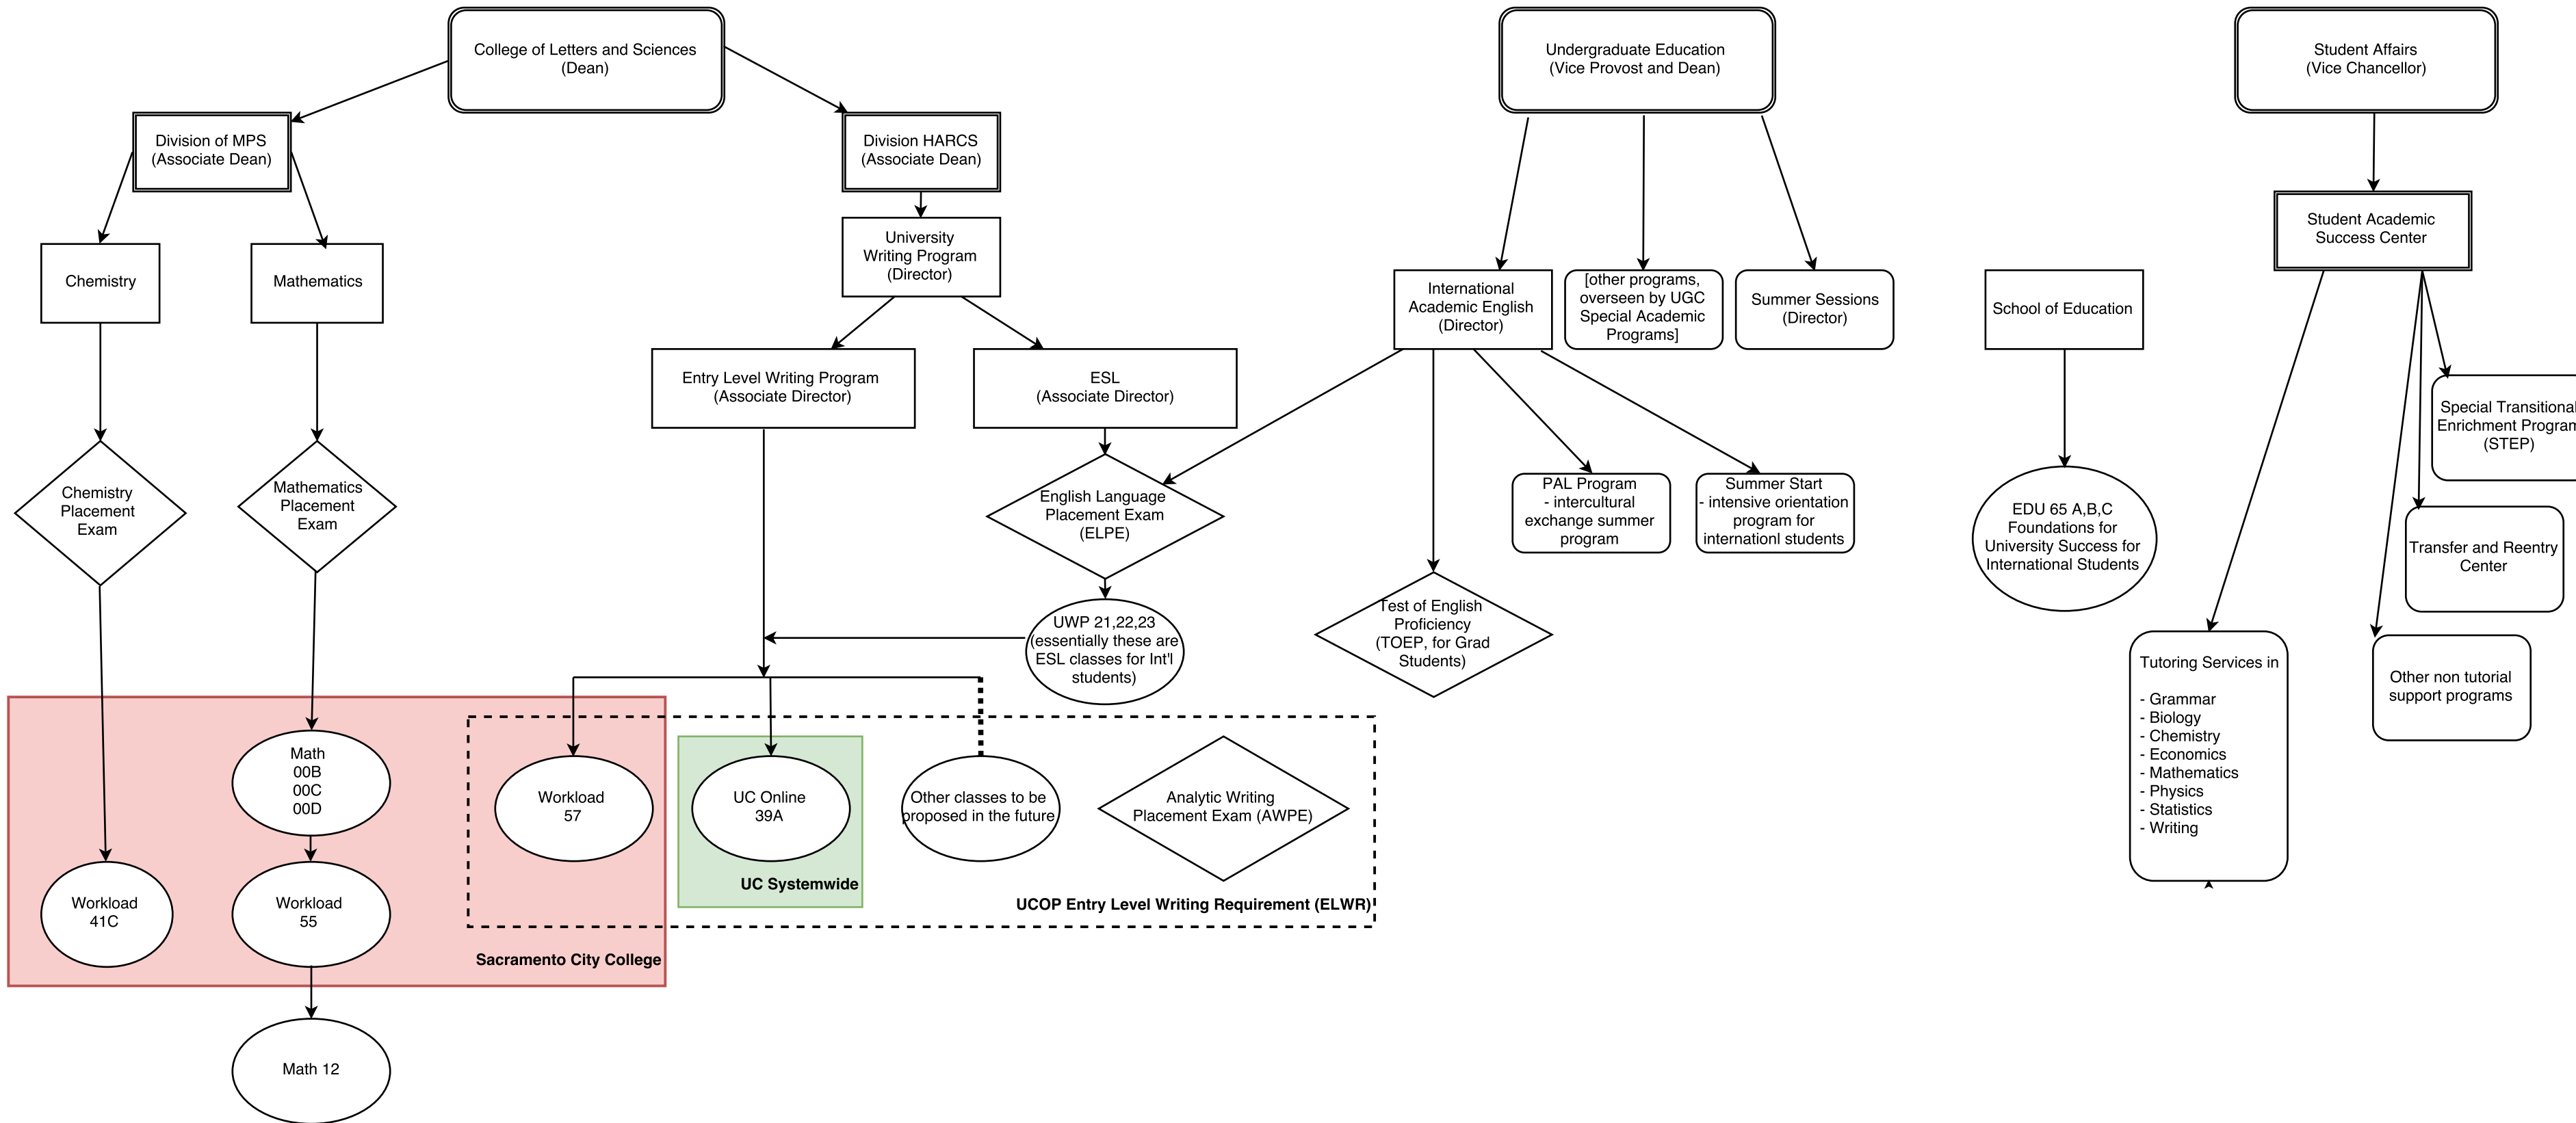 College of Letters and Sciences
(Dean)
Undergraduate Education
(Vice Provost and Dean)
Student Affairs
(Vice Chancellor)
Division of MPS
(Associate Dean)
Division HARCS
(Associate Dean)
University
Writing Program
(Director)
Student Academic
Success Center
Chemistry
Mathematics
International
Academic English
(Director)
[other programs,
overseen by UGC
Special Academic
Programs]
Summer Sessions
(Director)
School of Education
Entry Level Writing Program
(Associate Director)
ESL
(Associate Director)
Special Transitional
Enrichment Program
(STEP)
Chemistry
Placement
Exam
Mathematics
Placement
Exam
English Language
Placement Exam
(ELPE)
PAL Program
- intercultural
exchange summer
program
Summer Start
- intensive orientation
program for
internationl students
EDU 65 A,B,C
Foundations for
University Success for
International Students
Transfer and Reentry
Center
UWP 21,22,23
(essentially these are
ESL classes for Int'l
students)
Test of English
Proficiency
(TOEP, for Grad
Students)
Tutoring Services in
- Grammar
- Biology
- Chemistry
- Economics
- Mathematics
- Physics
- Statistics
- Writing
Other non tutorial
support programs
Math
00B
00C
00D
Workload
57
UC Online
39A
Other classes to be
proposed in the future
Analytic Writing
Placement Exam (AWPE)
UC Systemwide
UCOP Entry Level Writing Requirement (ELWR)
Workload
41C
Workload
55
Sacramento City College
Math 12